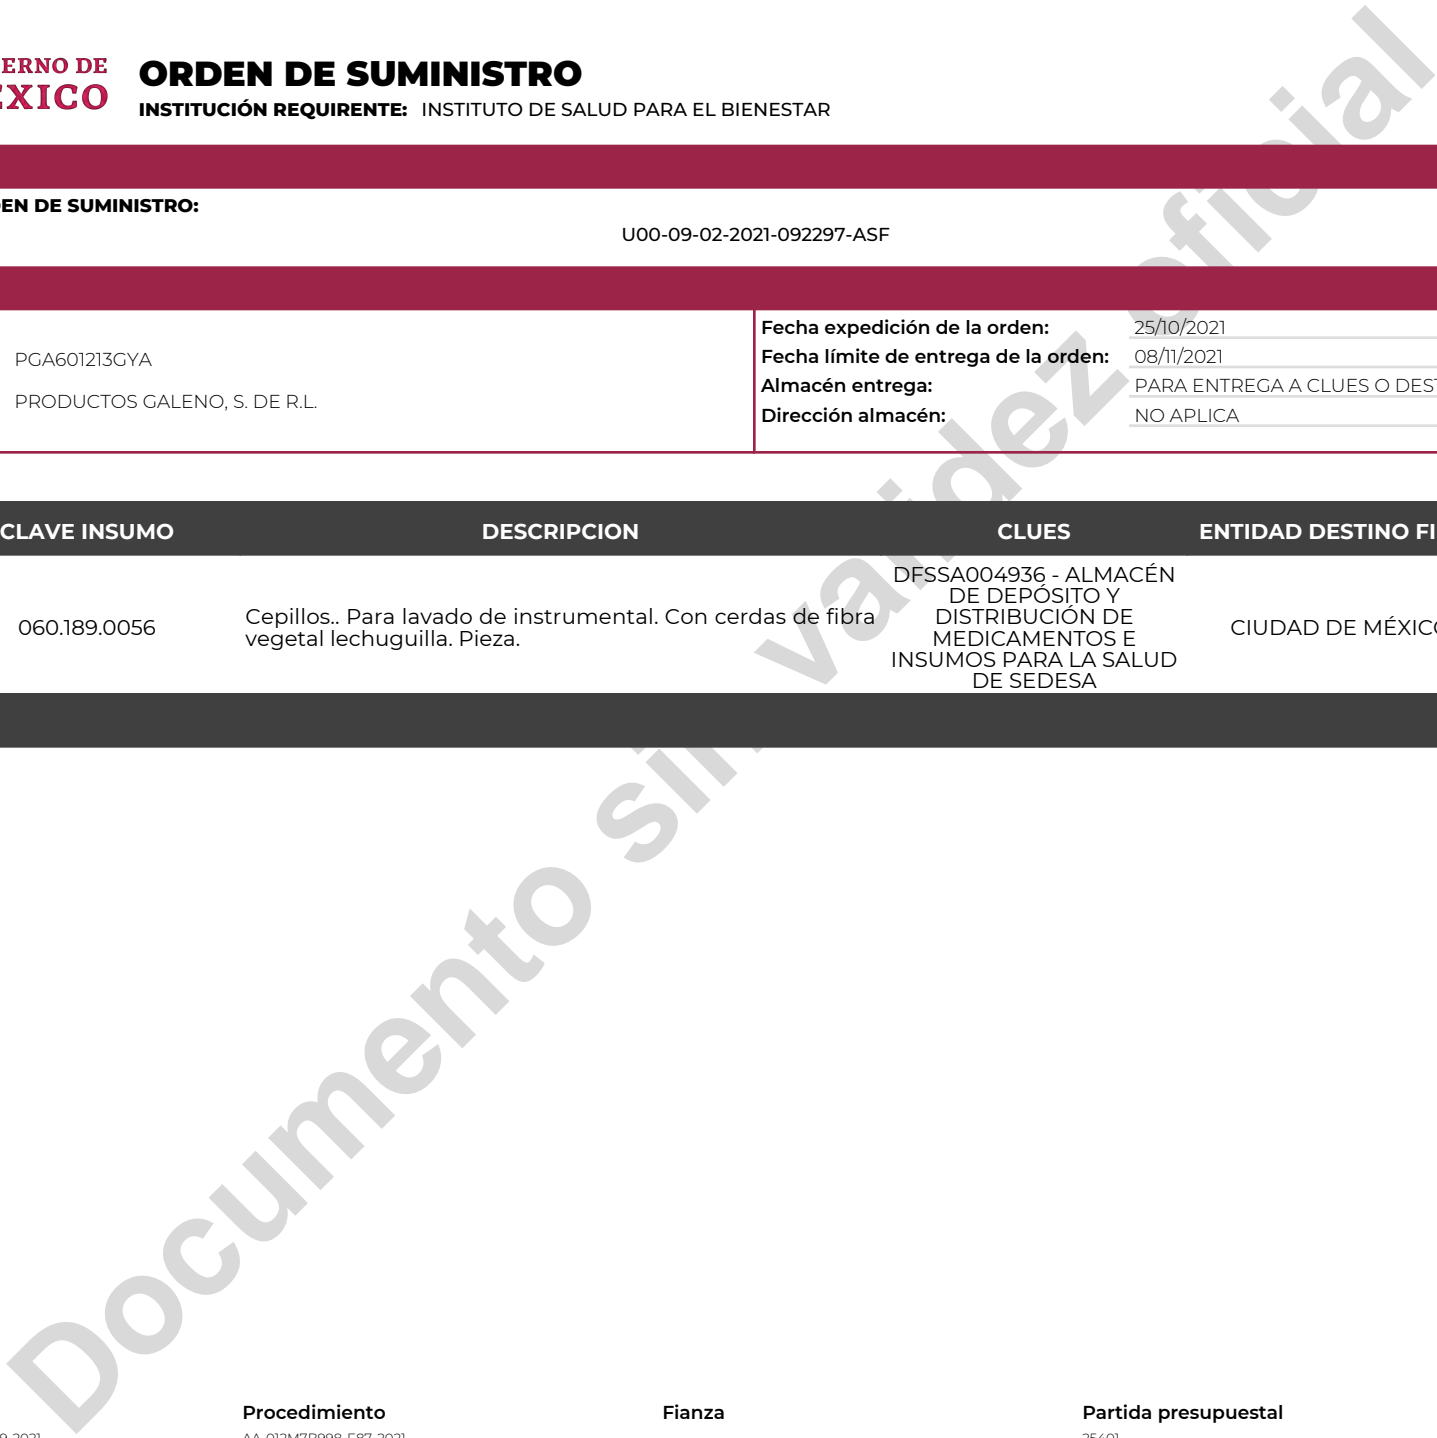 ERNO DE
ÉXICO
ORDEN DE SUMINISTRO
INSTITUCIÓN REQUIRENTE: INSTITUTO DE SALUD PARA EL BIENESTAR
EN DE SUMINISTRO:
U00-09-02-2021-092297-ASF
PGA601213GYA
PRODUCTOS GALENO, S. DE R.L.
Fecha expedición de la orden: 25/10/2021
Fecha límite de entrega de la orden: 08/11/2021
Almacén entrega: PARA ENTREGA A CLUES O DEST
Dirección almacén: NO APLICA
CLAVE INSUMO DESCRIPCION CLUES ENTIDAD DESTINO FI
060.189.0056
Cepillos.. Para lavado de instrumental. Con cerdas de fibra
vegetal lechuguilla. Pieza.
DFSSA004936 - ALMACÉN
DE DEPÓSITO Y
DISTRIBUCIÓN DE
MEDICAMENTOS E
INSUMOS PARA LA SALUD
DE SEDESA
CIUDAD DE MÉXICO
Documento sin validez oficial
Procedimiento Fianza Partida presupuestal